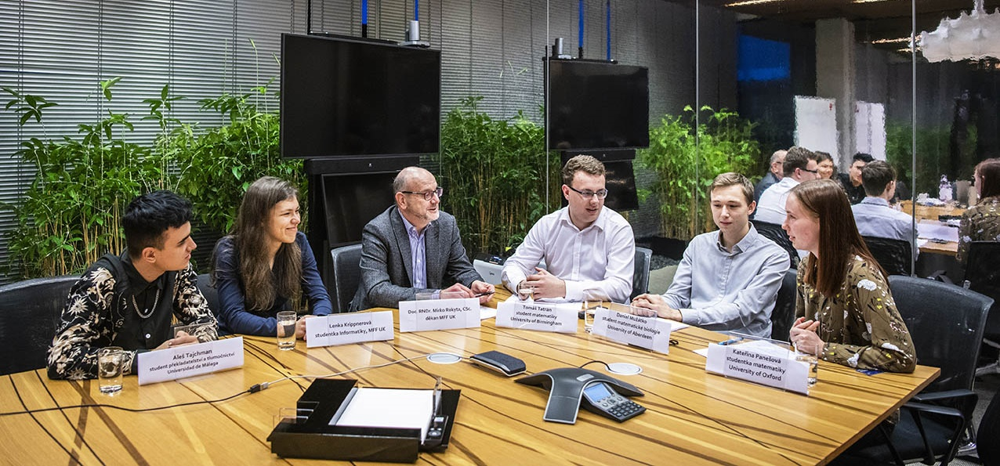 Aleš Tajchman
student překladatelství a tlumočnictví
Universidad de Málaga
Lenka Krippnerová
studentka Informatiky, MFF UK
Doc. RNDr. Mirko Rokyta, CSc.
děkan MFF UK
Tomáš Tatran
student matematiky
University of Birmingham
Daniel Možátko
student matematické biologie
University of Aberdeen
Kateřina Panešová
studentka matematiky
University of Oxford